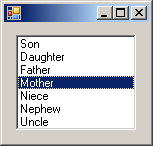 Son
Daughter
Father
Mother
Niece
Nephew
Uncle